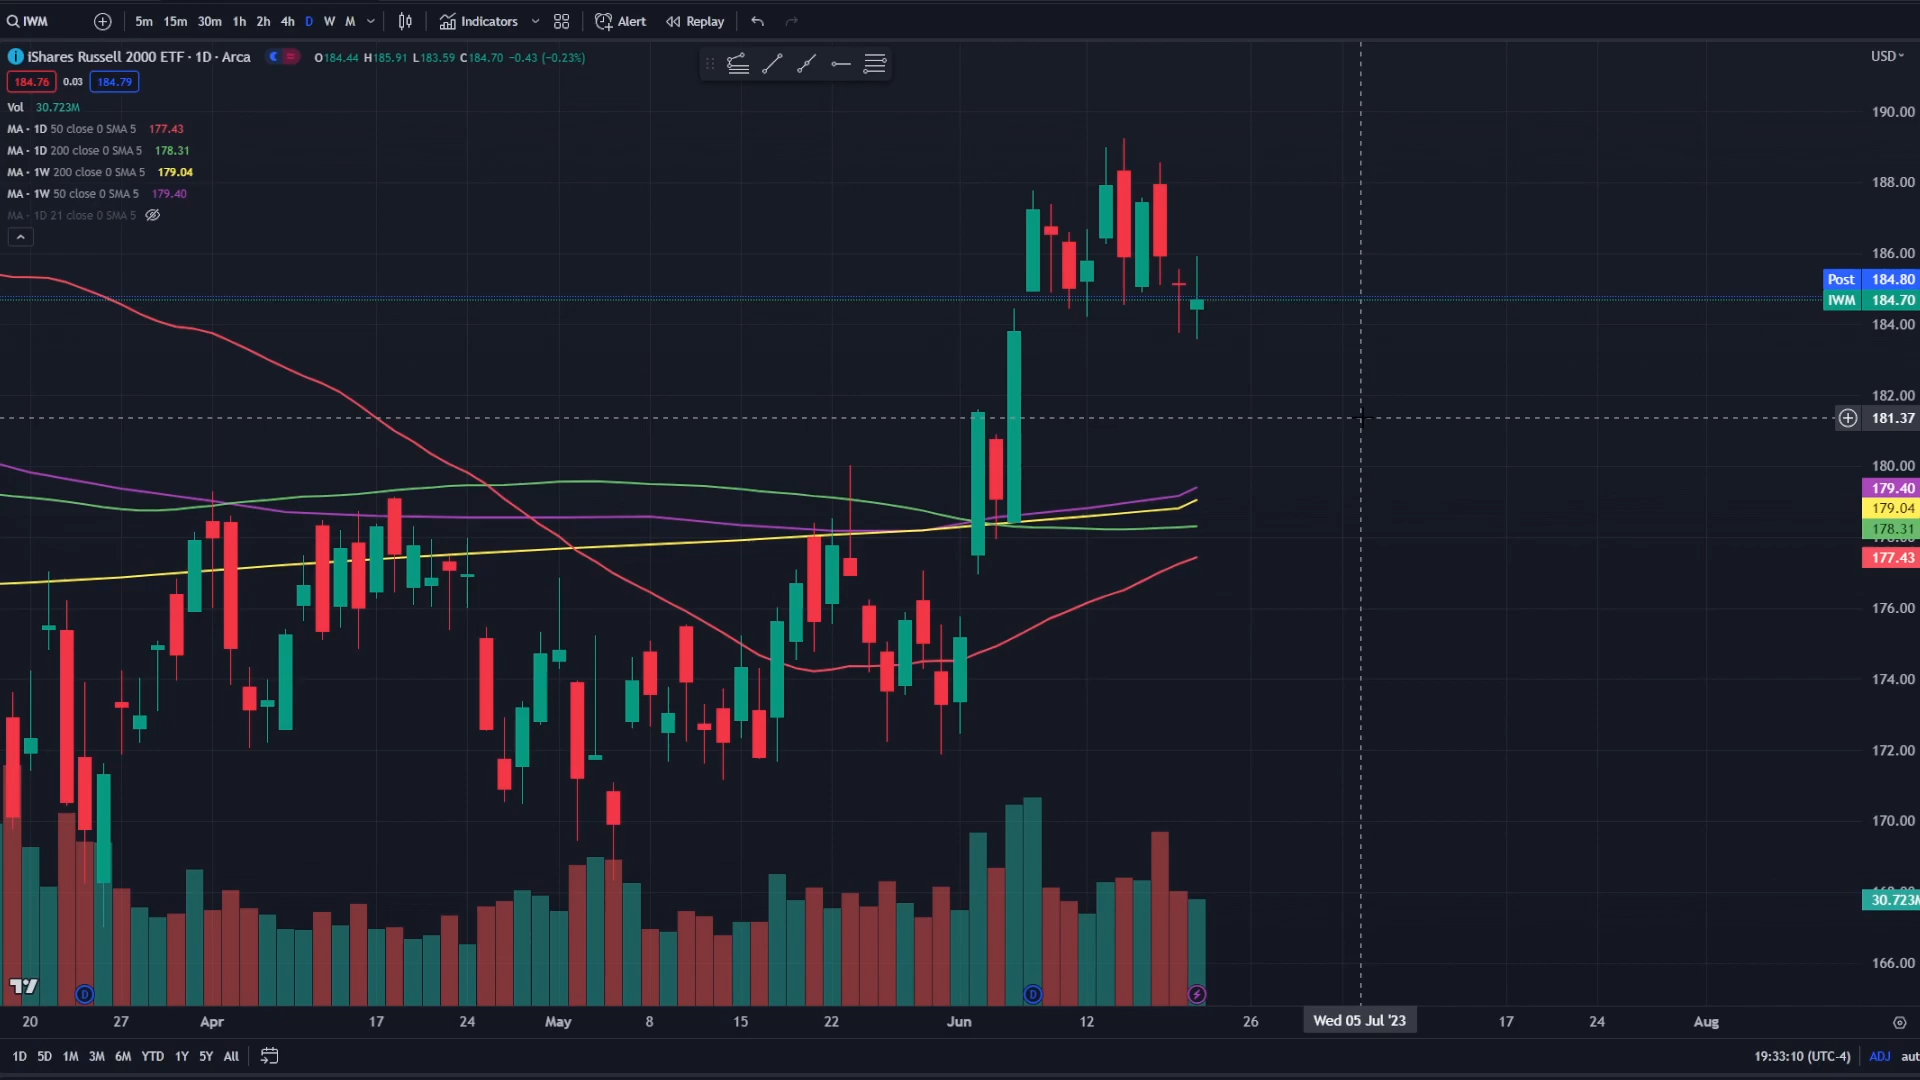 IWM 5m 15m 30m 1h 2h 4h D W M Indicators Alert Replay
iShares Russell 2000 ETF · 1D · Arca O184.44 H185.91 L183.59 C184.70 −0.43 (−0.23%)
USD
184.76 0.03 184.79
Vol 30.723M
MA · 1D 50 close 0 SMA 5 177.43
MA · 1D 200 close 0 SMA 5 178.31
MA · 1W 200 close 0 SMA 5 179.04
MA · 1W 50 close 0 SMA 5 179.40
MA · 1D 21 close 0 SMA 5
190.00
188.00
186.00
Post 184.80
IWM 184.70
184.00
182.00
181.37
180.00
179.40
179.04
178.31
177.43
176.00
174.00
172.00
170.00
30.723M
166.00
D D
20 27 Apr 17 24 May 8 15 22 Jun 12 26 Wed 05 Jul '23 17 24 Aug
1D 5D 1M 3M 6M YTD 1Y 5Y All 19:33:10 (UTC-4) ADJ aut